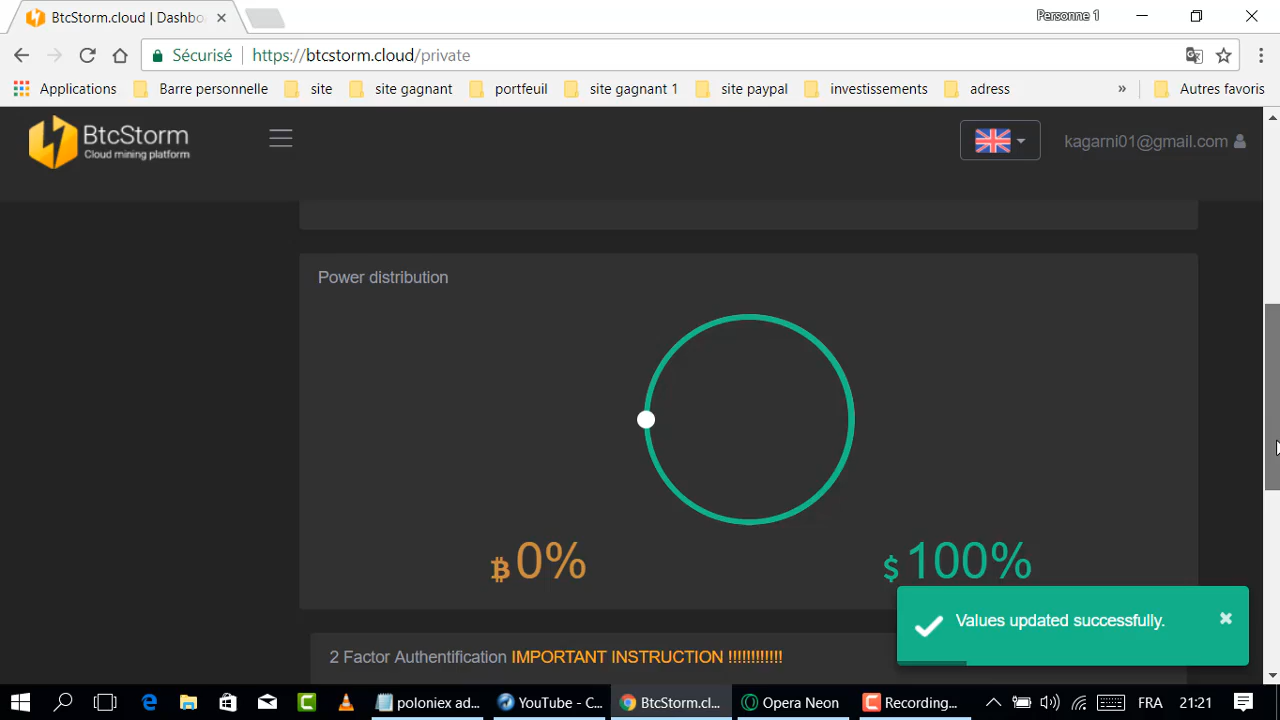 BtcStorm.cloud | Dashbo
Personne 1
Sécurisé
https://btcstorm.cloud/private
Applications
Barre personnelle
site
site gagnant
portfeuil
site gagnant 1
site paypal
investissements
adress
»
Autres favoris
BtcStorm
Cloud mining platform
kagarni01@gmail.com
Power distribution
0%
$ 100%
Values updated successfully.
2 Factor Authentification IMPORTANT INSTRUCTION !!!!!!!!!!!!
poloniex ad...
YouTube - C...
BtcStorm.cl...
Opera Neon
Recording...
FRA
21:21